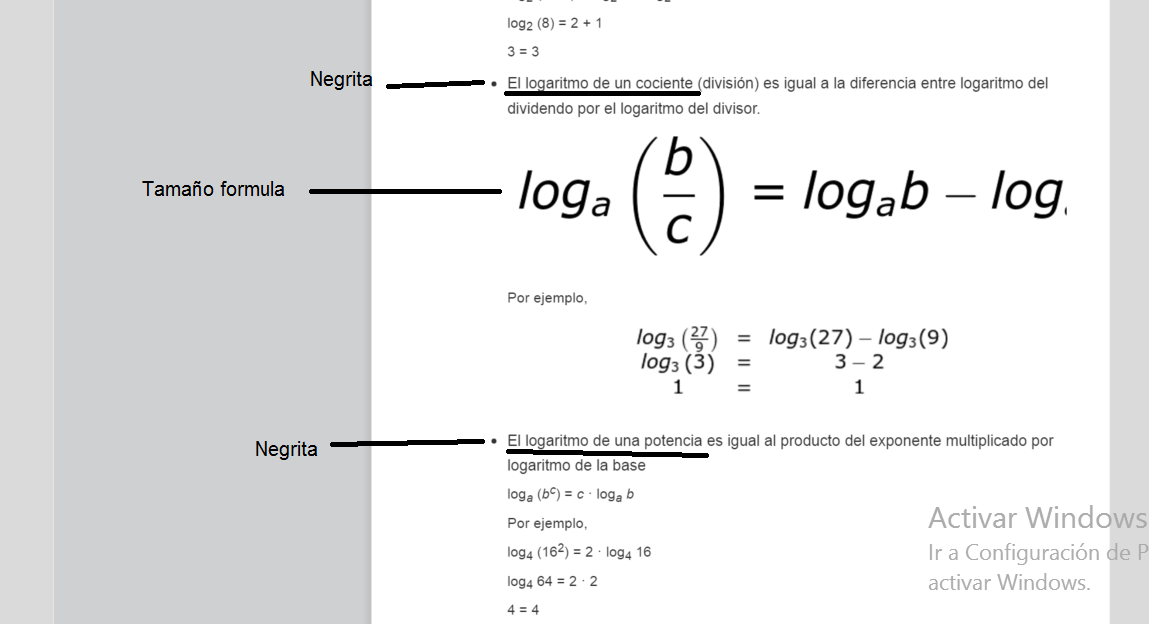 log₂ (8) = 2 + 1
3 = 3
Negrita
• El logaritmo de un cociente (división) es igual a la diferencia entre logaritmo del
dividendo por el logaritmo del divisor.
Tamaño formula
logₐ (b/c) = logₐb − log
Por ejemplo,
log₃ (27/9) = log₃(27) − log₃(9)
log₃ (3) = 3 − 2
1 = 1
Negrita
• El logaritmo de una potencia es igual al producto del exponente multiplicado por
logaritmo de la base
logₐ (bᶜ) = c · logₐ b
Por ejemplo,
log₄ (16²) = 2 · log₄ 16
log₄ 64 = 2 · 2
4 = 4
Activar Windows
Ir a Configuración de P
activar Windows.